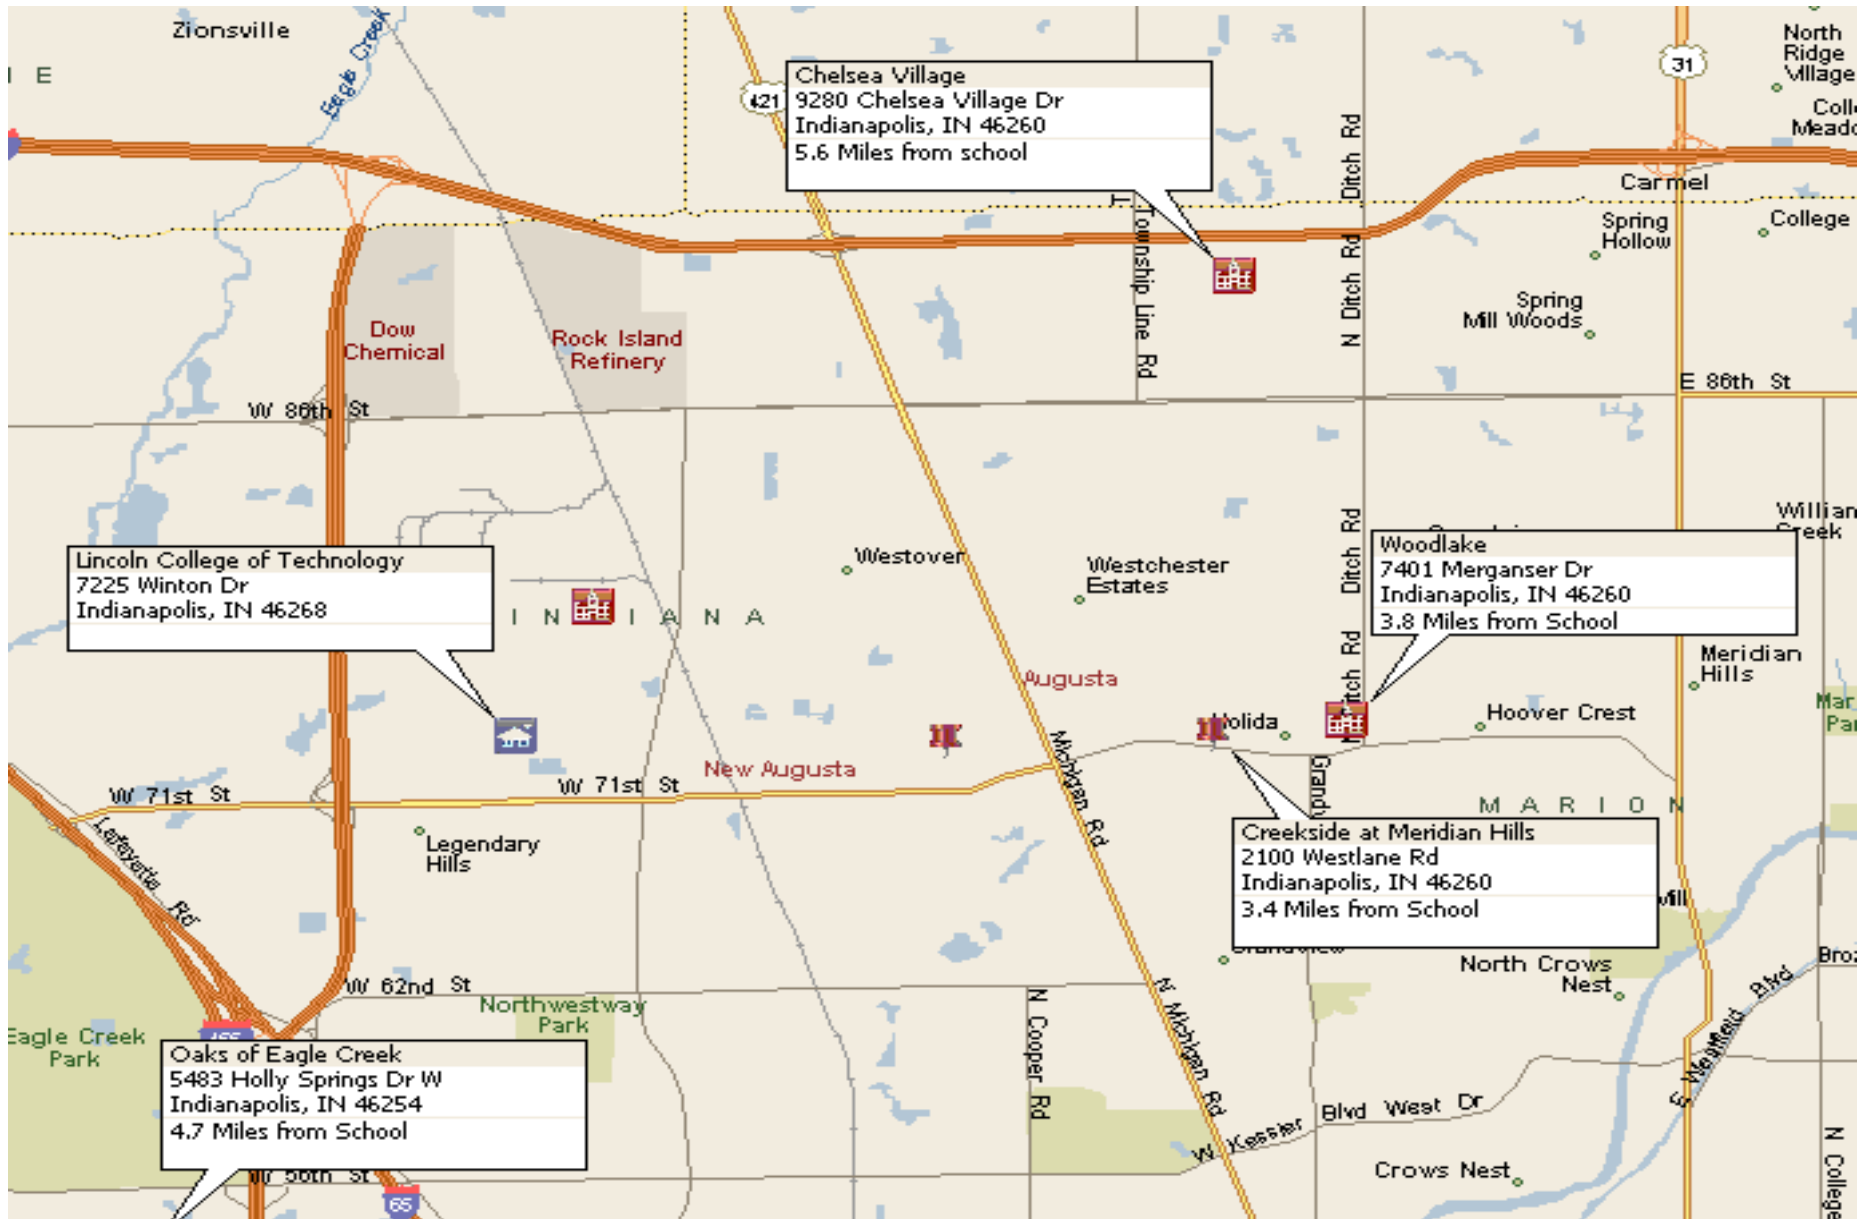 Zionsville
Eagle Creek
I E
421
Chelsea Village
9280 Chelsea Village Dr
Indianapolis, IN 46260
5.6 Miles from school
Ditch Rd
31
North
Ridge
Village
Carmel
Spring
Hollow
College
Township Line Rd
N Ditch Rd
Spring
Mill Woods
Dow
Chemical
Rock Island
Refinery
W 86th St
E 86th St
Lincoln College of Technology
7225 Winton Dr
Indianapolis, IN 46268
I N I A N A
Westover
Westchester
Estates
Ditch Rd
Woodlake
7401 Merganser Dr
Indianapolis, IN 46260
3.8 Miles from School
Meridian
Hills
Augusta
Holida
Hoover Crest
New Augusta
W 71st St
W 71st St
Michigan Rd
M A R I O N
Lafayette Rd
Legendary
Hills
Creekside at Meridian Hills
2100 Westlane Rd
Indianapolis, IN 46260
3.4 Miles from School
W 62nd St
Northwestway
Park
N Cooper Rd
N Michigan Rd
North Crows
Nest
S Westfield Blvd
Eagle Creek
Park
Oaks of Eagle Creek
5483 Holly Springs Dr W
Indianapolis, IN 46254
4.7 Miles from School
W Kessler Blvd West Dr
Crows Nest
N College
W 56th St
65